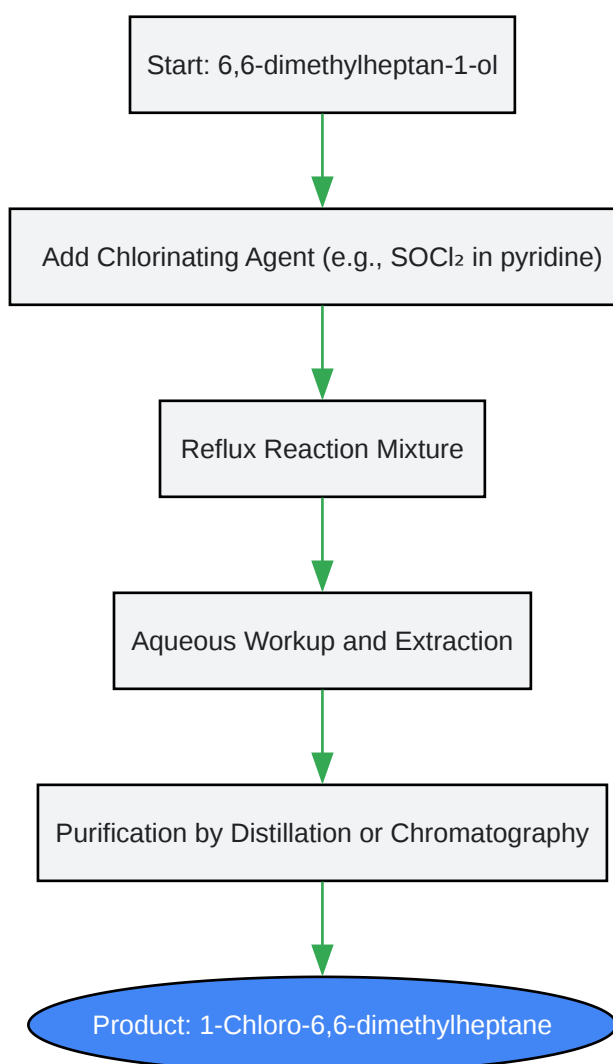 Start: 6,6-dimethylheptan-1-ol
Add Chlorinating Agent (e.g., SOCl₂ in pyridine)
Reflux Reaction Mixture
Aqueous Workup and Extraction
Purification by Distillation or Chromatography
Product: 1-Chloro-6,6-dimethylheptane